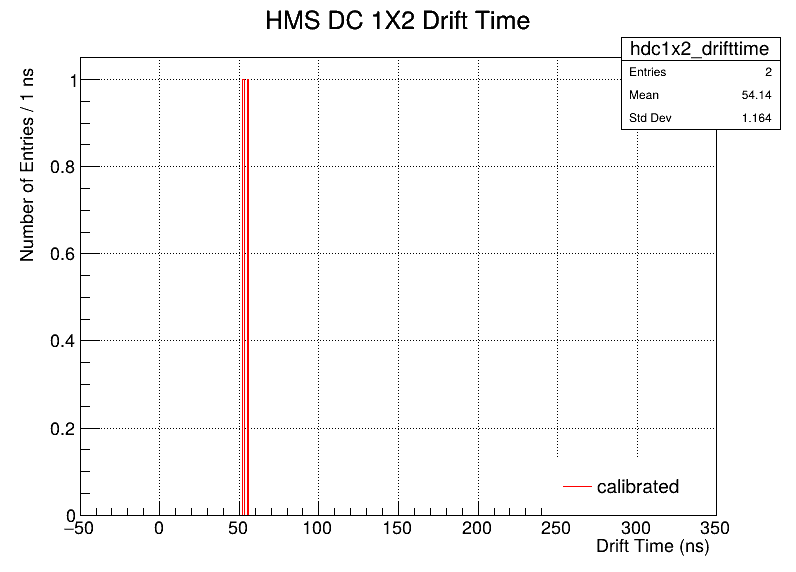 HMS DC 1X2 Drift Time
hdc1x2_drifttime
Entries 2
Mean 54.14
Std Dev 1.164
Number of Entries / 1 ns
1
0.8
0.6
0.4
0.2
0
−50 0 50 100 150 200 250 300 350
calibrated
Drift Time (ns)